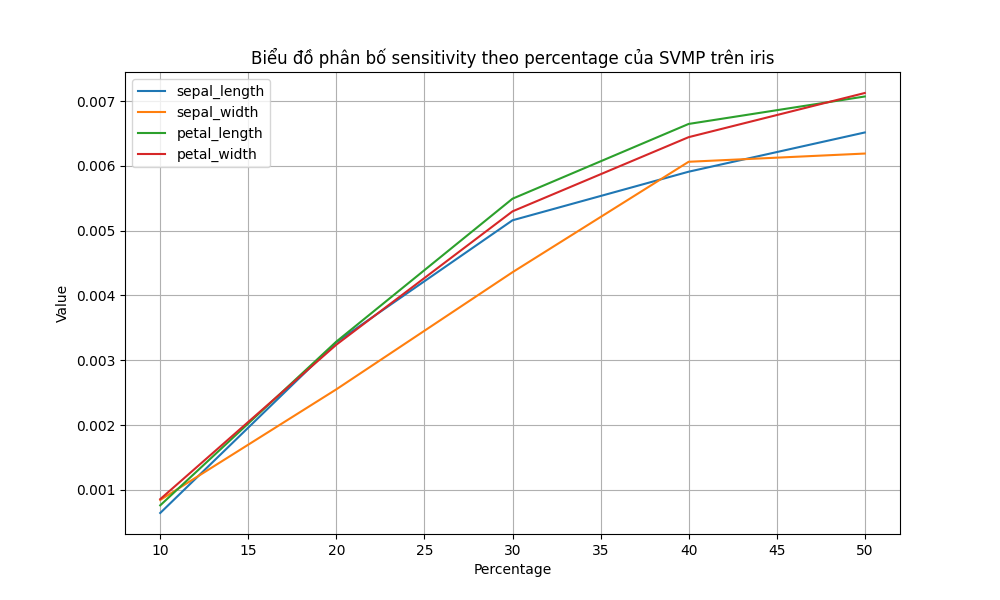 Biểu đồ phân bố sensitivity theo percentage của SVMP trên iris
sepal_length
sepal_width
petal_length
petal_width
0.007
0.006
0.005
0.004
0.003
0.002
0.001
Value
10 15 20 25 30 35 40 45 50
Percentage